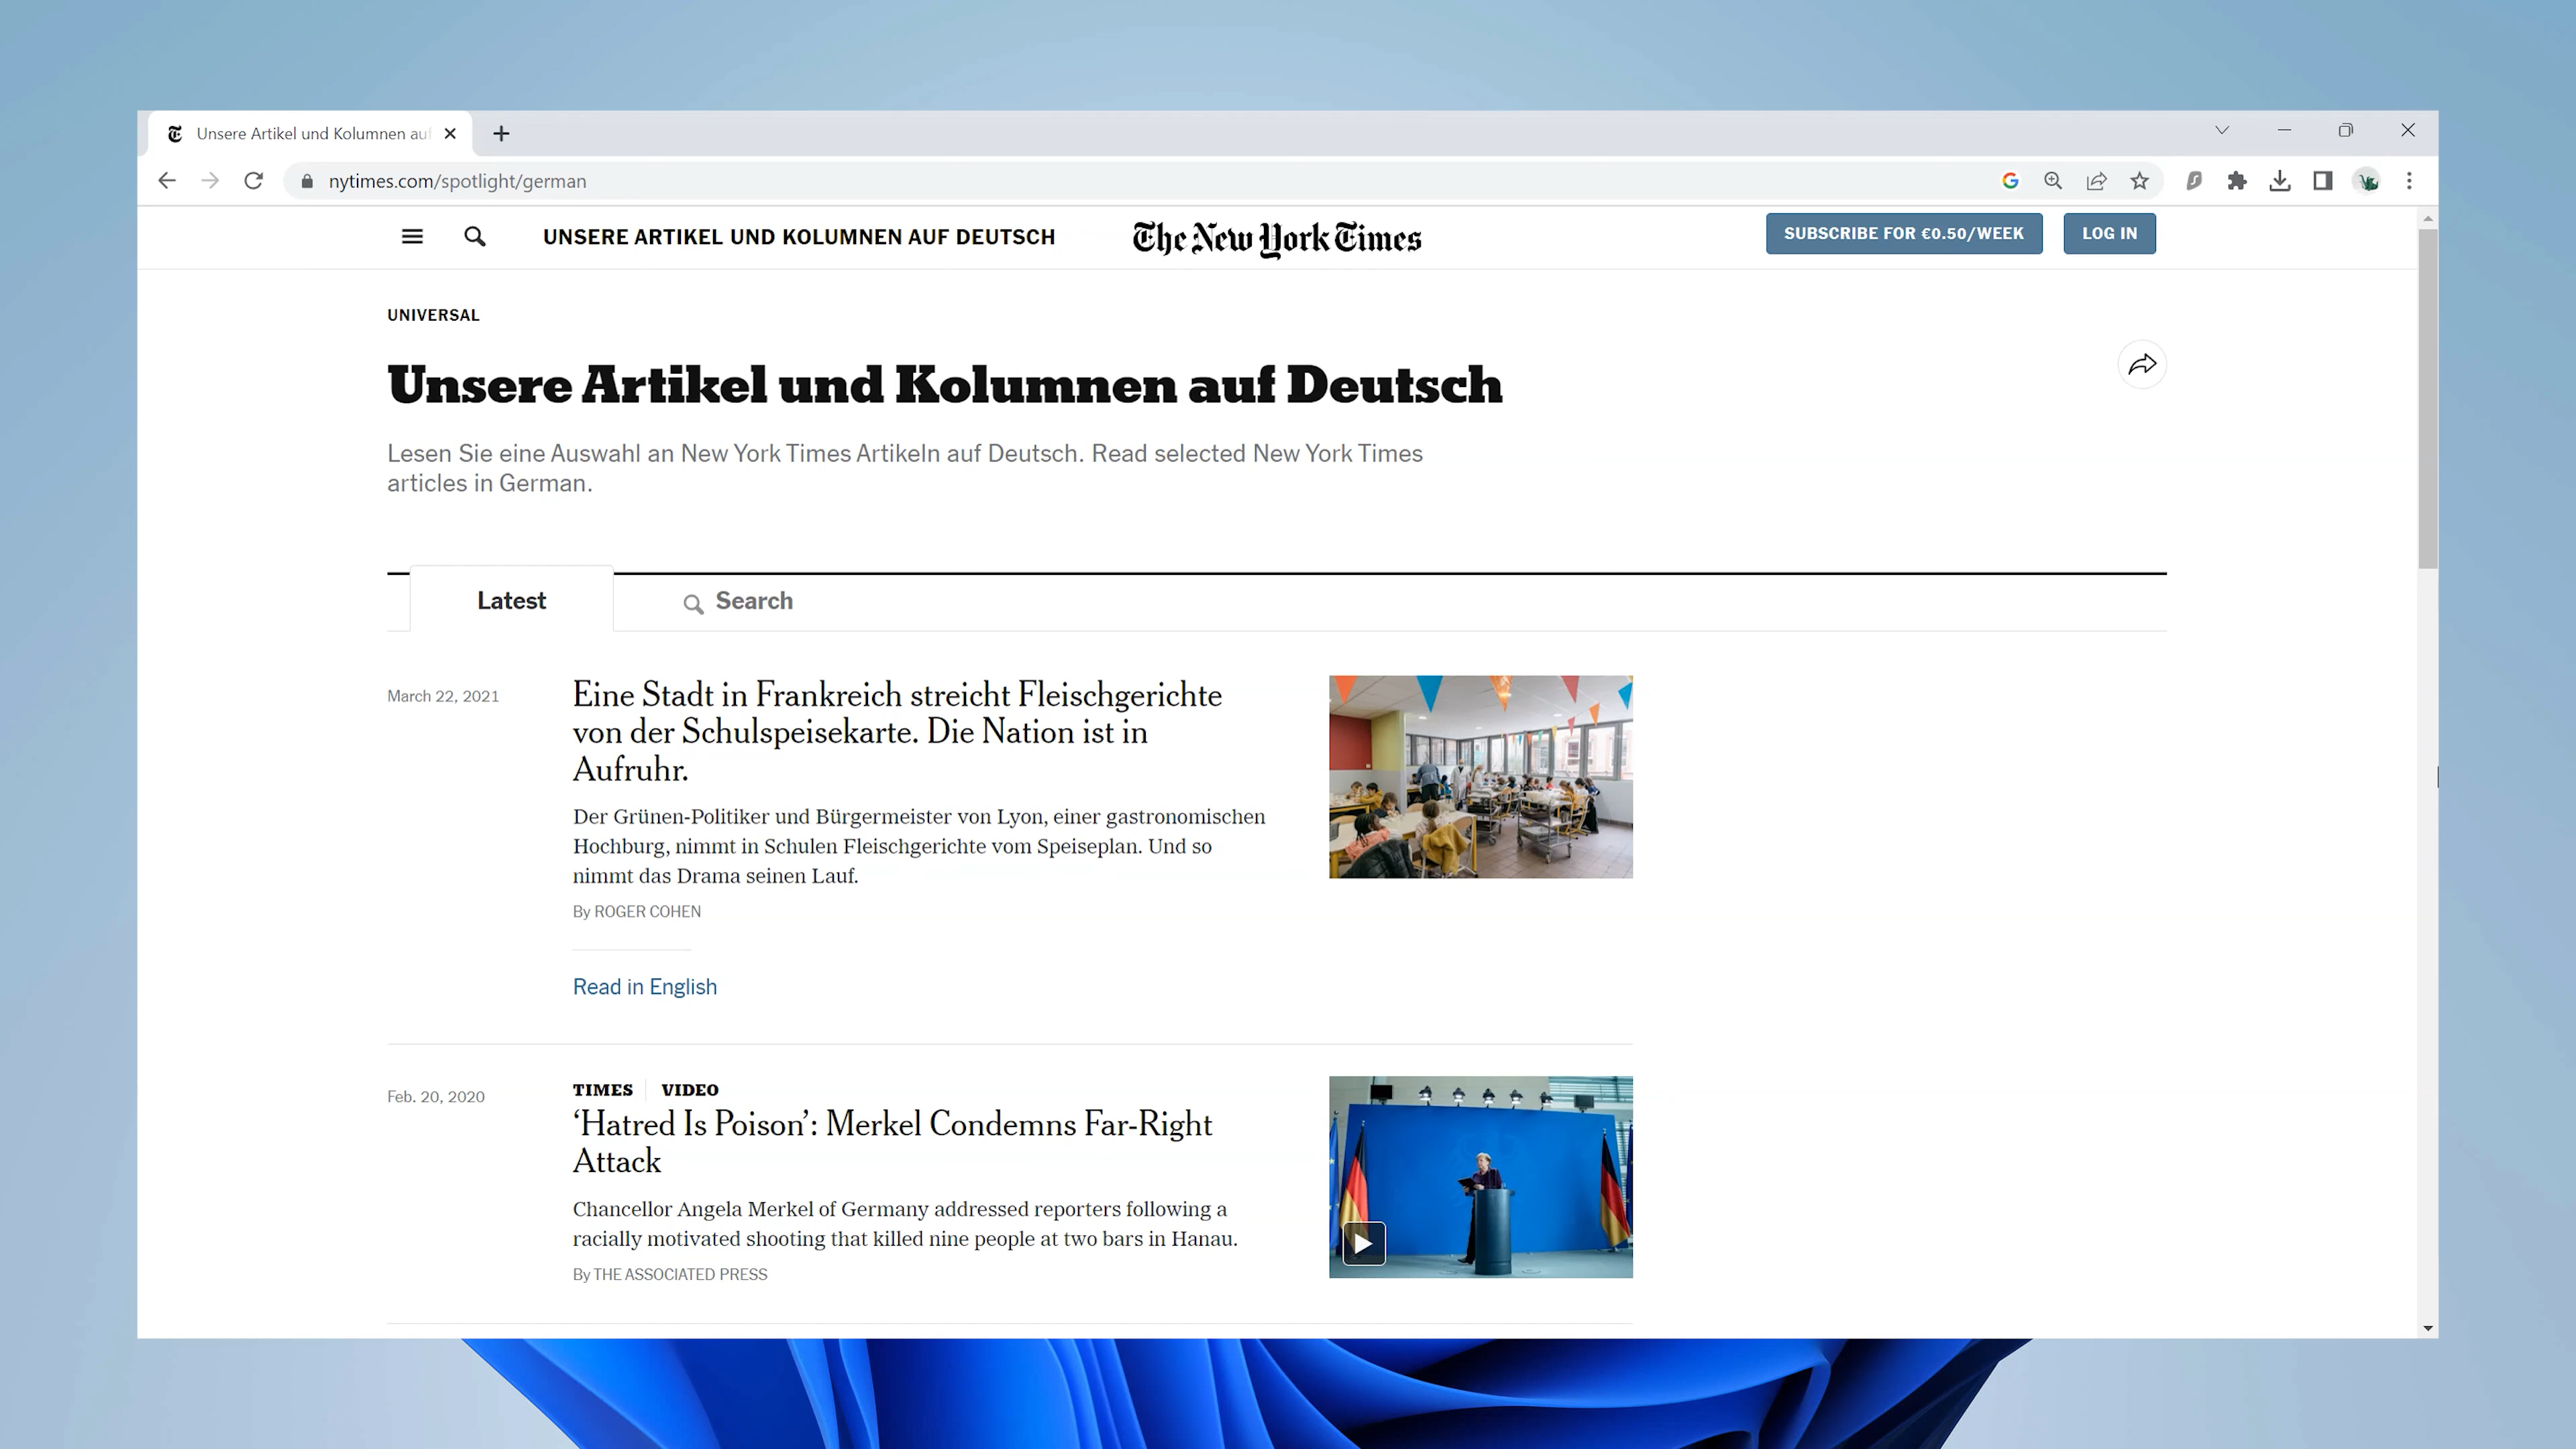 Unsere Artikel und Kolumnen auf
nytimes.com/spotlight/german
UNSERE ARTIKEL UND KOLUMNEN AUF DEUTSCH
The New York Times
SUBSCRIBE FOR €0.50/WEEK
LOG IN
UNIVERSAL
Unsere Artikel und Kolumnen auf Deutsch
Lesen Sie eine Auswahl an New York Times Artikeln auf Deutsch. Read selected New York Times
articles in German.
Latest
Search
March 22, 2021
Eine Stadt in Frankreich streicht Fleischgerichte
von der Schulspeisekarte. Die Nation ist in
Aufruhr.
Der Grünen-Politiker und Bürgermeister von Lyon, einer gastronomischen
Hochburg, nimmt in Schulen Fleischgerichte vom Speiseplan. Und so
nimmt das Drama seinen Lauf.
By ROGER COHEN
Read in English
Feb. 20, 2020
TIMES VIDEO
‘Hatred Is Poison’: Merkel Condemns Far-Right
Attack
Chancellor Angela Merkel of Germany addressed reporters following a
racially motivated shooting that killed nine people at two bars in Hanau.
By THE ASSOCIATED PRESS